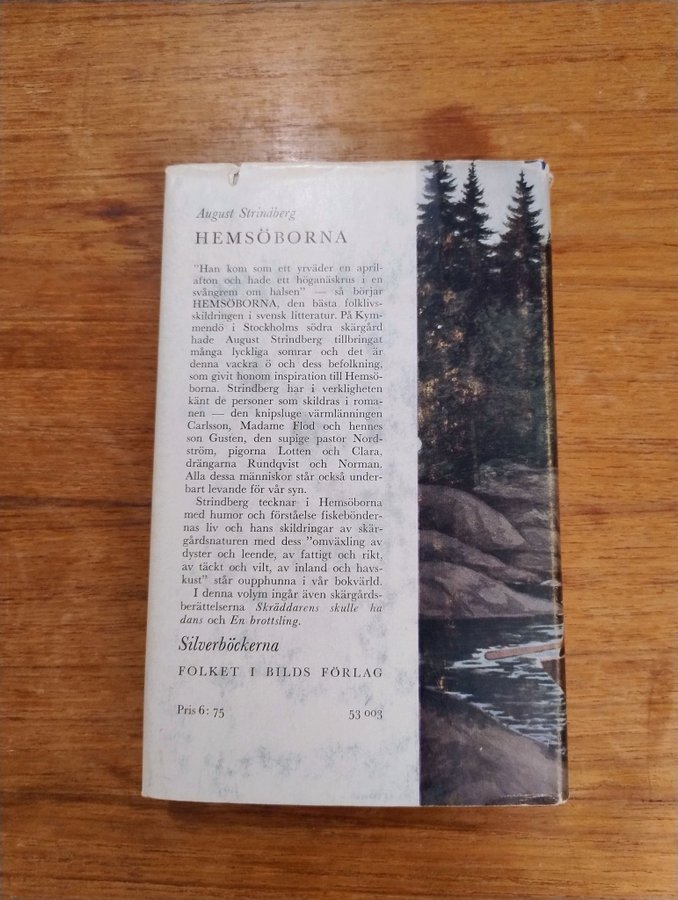 August Strindberg
HEMSÖBORNA
"Han kom som ett yrväder en april-
afton och hade ett höganäskrus i en
svångrem om halsen" — så börjar
HEMSÖBORNA, den bästa folklivs-
skildringen i svensk litteratur. På Kym-
mendö i Stockholms södra skärgård
hade August Strindberg tillbringat
många lyckliga somrar och det är
denna vackra ö och dess befolkning,
som givit honom inspiration till Hemsö-
borna. Strindberg har i verkligheten
känt de personer som skildras i roma-
nen — den knipsluge värmlänningen
Carlsson, Madame Flod och hennes
son Gusten, den supige pastor Nord-
ström, pigorna Lotten och Clara,
drängarna Rundqvist och Norman.
Alla dessa människor står också under-
bart levande för vår syn.
Strindberg tecknar i Hemsöborna
med humor och förståelse fiskebönder-
nas liv och hans skildringar av skär-
gårdsnaturen med dess "omväxling av
dyster och leende, av fattigt och rikt,
av täckt och vilt, av inland och havs-
kust" står oupphunna i vår bokvärld.
I denna volym ingår även skärgårds-
berättelserna Skräddarens skulle ha
dans och En brottsling.
Silverböckerna
FOLKET I BILDS FÖRLAG
Pris 6: 75 53 003